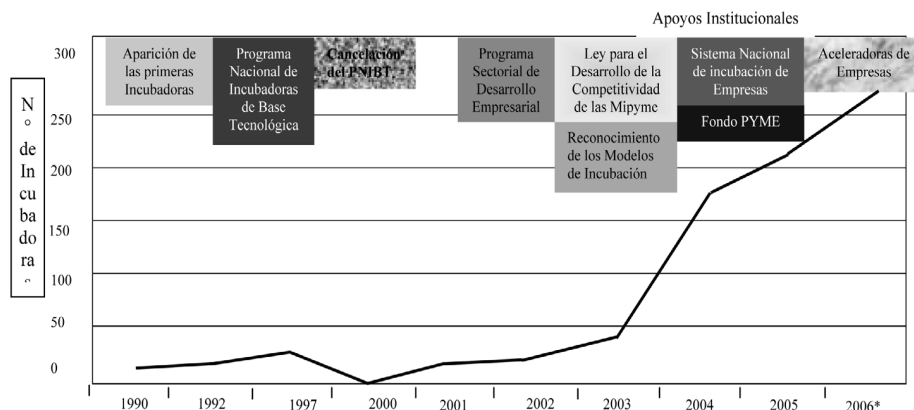 Apoyos Institucionales
Aparición de
las primeras
Incubadoras
Programa
Nacional de
Incubadoras
de Base
Tecnológica
Cancelación
del PNIBT
Programa
Sectorial de
Desarrollo
Empresarial
Ley para el
Desarrollo de la
Competitividad
de las Mipyme
Reconocimiento
de los Modelos
de Incubación
Sistema Nacional
de incubación de
Empresas
Fondo PYME
Aceleradoras de
Empresas
N
°
de
In
cu
ba
do
ra
s
300
250
200
150
100
50
0
1990
1992
1997
2000
2001
2002
2003
2004
2005
2006*